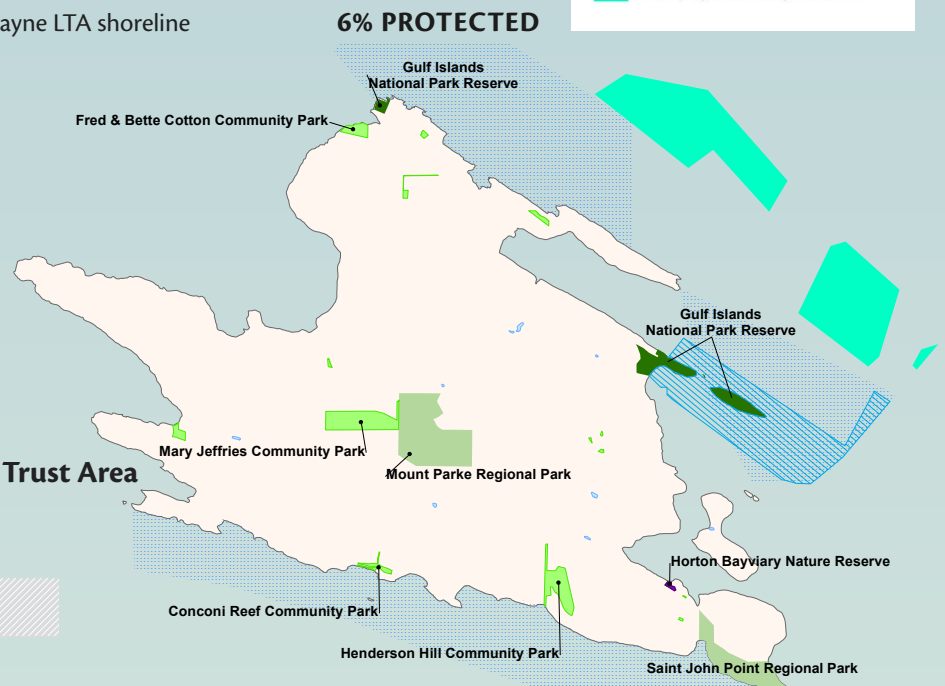 ayne LTA shoreline
6% PROTECTED
Gulf Islands
National Park Reserve
Fred & Bette Cotton Community Park
Gulf Islands
National Park Reserve
Mary Jeffries Community Park
Trust Area
Mount Parke Regional Park
Horton Bayviary Nature Reserve
Conconi Reef Community Park
Henderson Hill Community Park
Saint John Point Regional Park